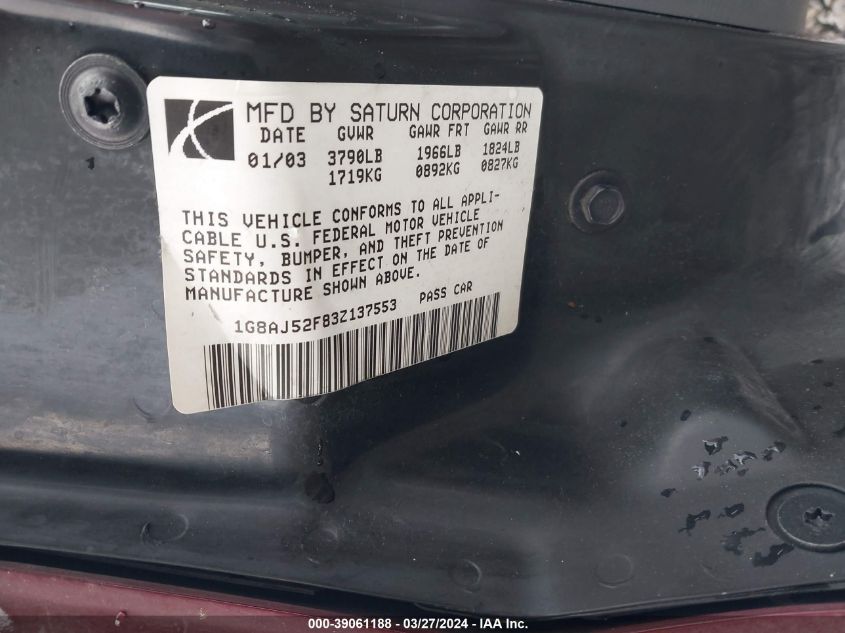 MFD BY SATURN CORPORATION
DATE GVWR GAWR FRT GAWR RR
01/03 3790LB 1966LB 1824LB
1719KG 0892KG 0827KG
THIS VEHICLE CONFORMS TO ALL APPLI-
CABLE U.S. FEDERAL MOTOR VEHICLE
SAFETY, BUMPER, AND THEFT PREVENTION
STANDARDS IN EFFECT ON THE DATE OF
MANUFACTURE SHOWN ABOVE.
1G8AJ52F83Z137553 PASS CAR
000-39061188 - 03/27/2024 - IAA Inc.